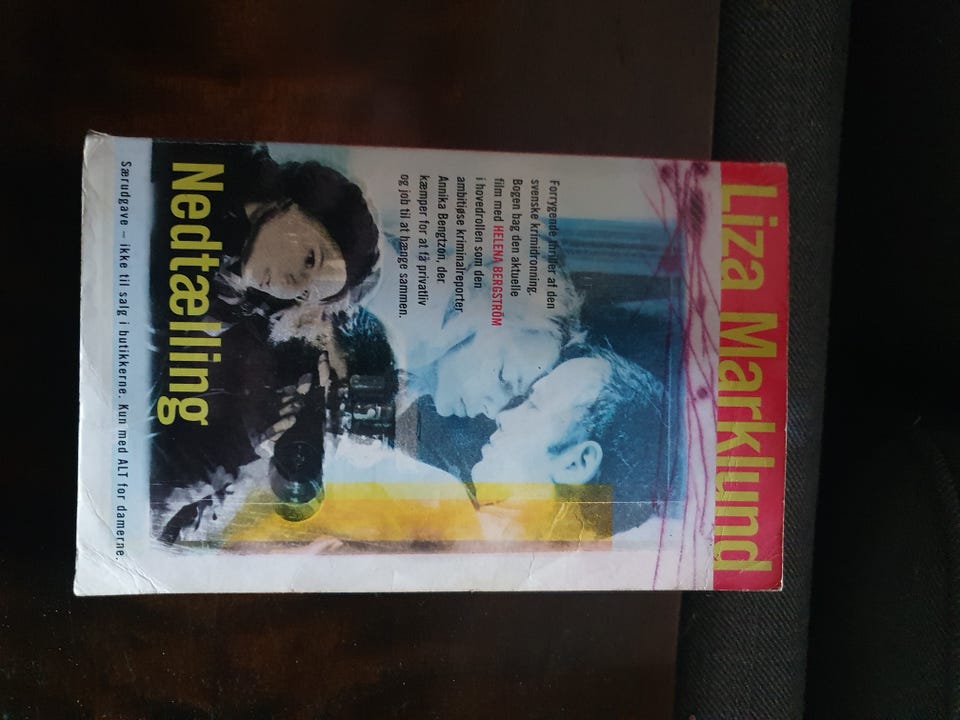 Liza Marklund
Forrygende thriller af den
svenske krimidronning.
Bogen bag den aktuelle
film med HELENA BERGSTRÖM
i hovedrollen som den
ambitiøse kriminalreporter
Annika Bengtzon, der
kæmper for at få privatliv
og job til at hænge sammen.
Nedtælling
Særudgave – ikke til salg i butikkerne. Kun med ALT for damerne.